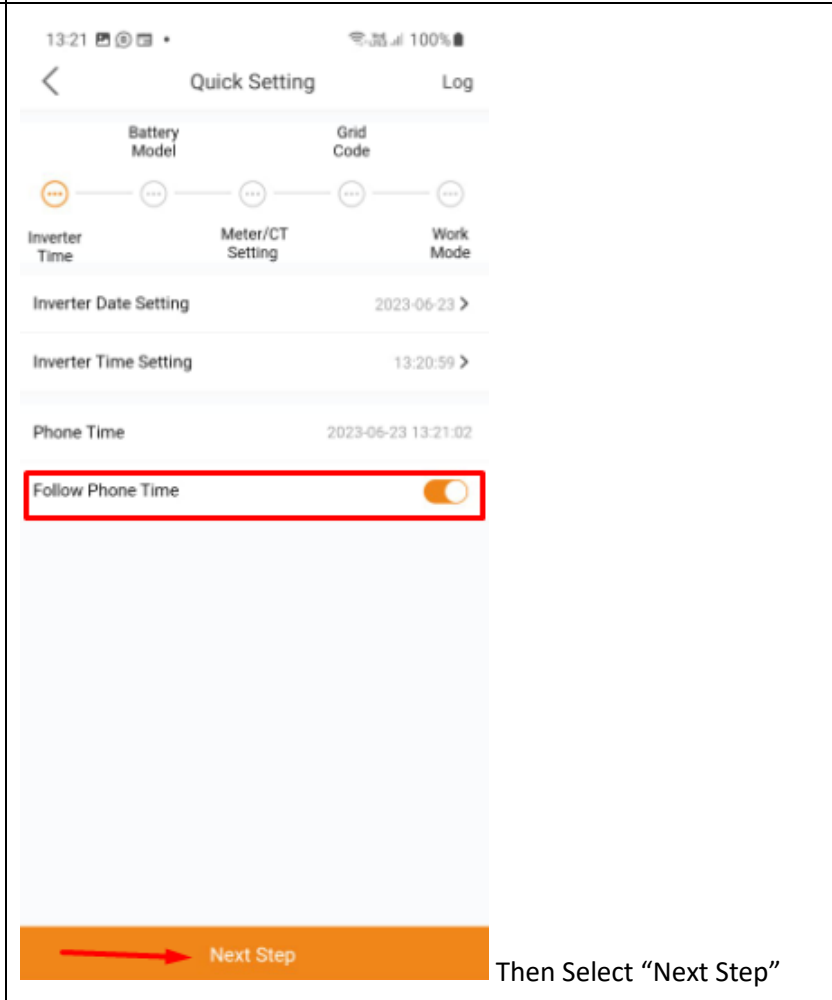 13:21 100%
Quick Setting Log
Battery Model Grid Code
Inverter Time Meter/CT Setting Work Mode
Inverter Date Setting 2023-06-23
Inverter Time Setting 13:20:59
Phone Time 2023-06-23 13:21:02
Follow Phone Time
Next Step
Then Select “Next Step”